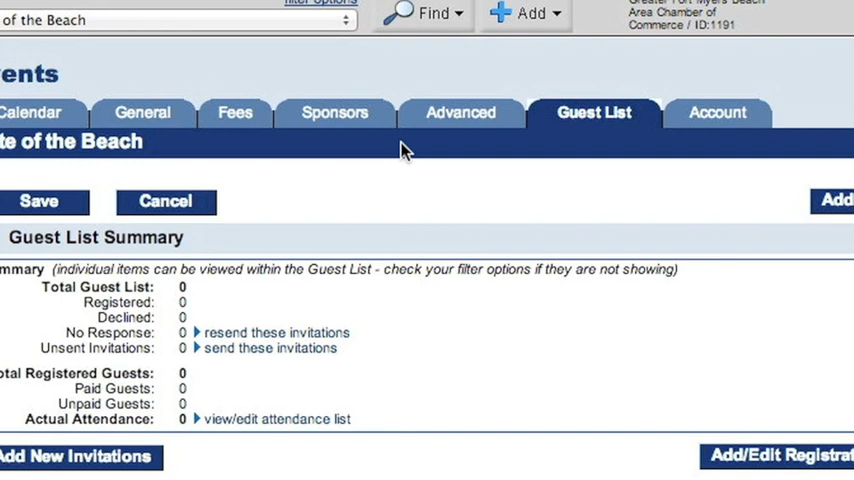 filter options
of the Beach
Find
Add
Greater Fort Myers Beach
Area Chamber of
Commerce / ID:1191
ents
Calendar
General
Fees
Sponsors
Advanced
Guest List
Account
te of the Beach
Save
Cancel
Add
Guest List Summary
mmary (individual items can be viewed within the Guest List - check your filter options if they are not showing)
Total Guest List: 0
Registered: 0
Declined: 0
No Response: 0 resend these invitations
Unsent Invitations: 0 send these invitations
otal Registered Guests: 0
Paid Guests: 0
Unpaid Guests: 0
Actual Attendance: 0 view/edit attendance list
Add New Invitations
Add/Edit Registrat